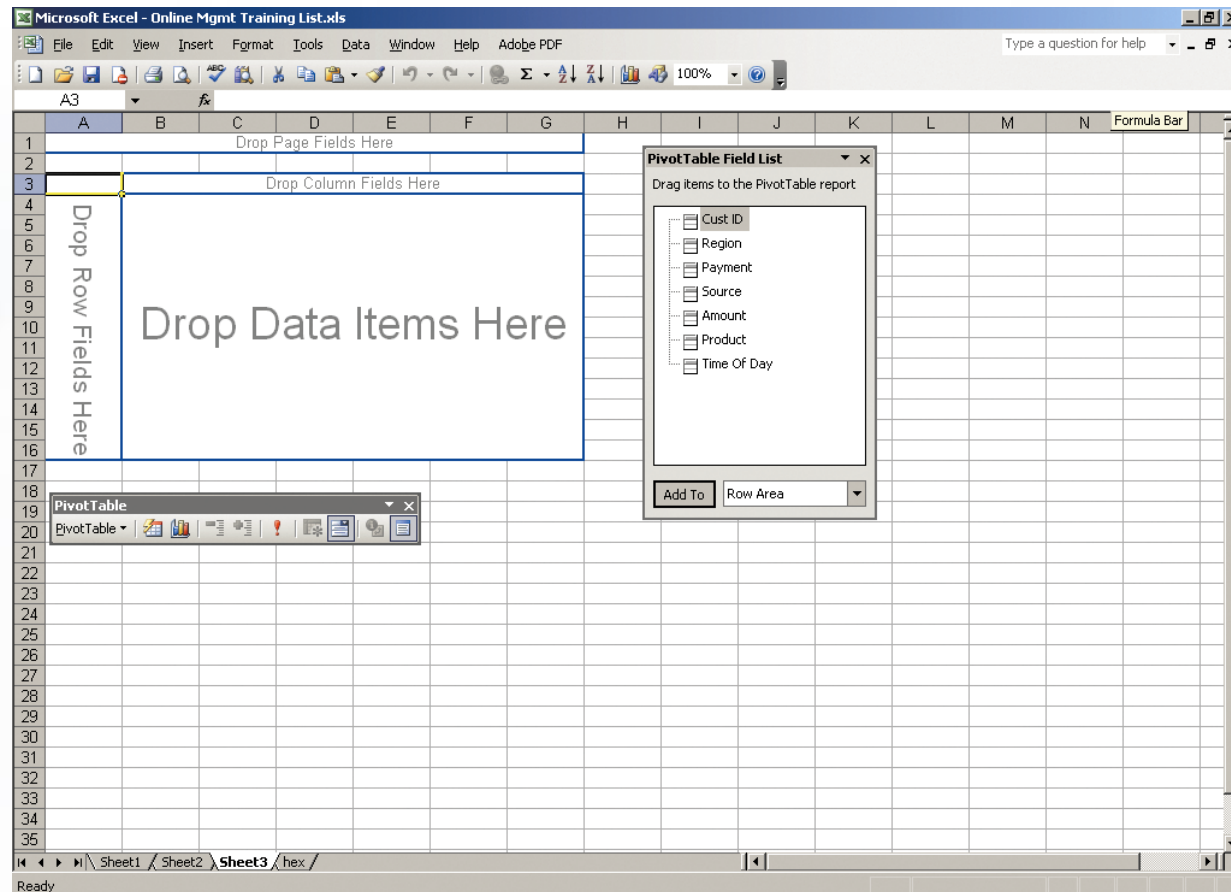 Microsoft Excel - Online Mgmt Training List.xls
File Edit View Insert Format Tools Data Window Help Adobe PDF Type a question for help
ABC Σ A Z Z A 100%
A3 fx
Formula Bar
A B C D E F G H I J K L M N
1 Drop Page Fields Here
2
3 Drop Column Fields Here
4
5
6
7
8
9
10
11
12
13
14
15
16
Drop Row Fields Here
Drop Data Items Here
PivotTable Field List
Drag items to the PivotTable report
Cust ID
Region
Payment
Source
Amount
Product
Time Of Day
Add To Row Area
17
18
19
20
PivotTable
PivotTable
21
22
23
24
25
26
27
28
29
30
31
32
33
34
35
Sheet1 Sheet2 Sheet3 hex
Ready